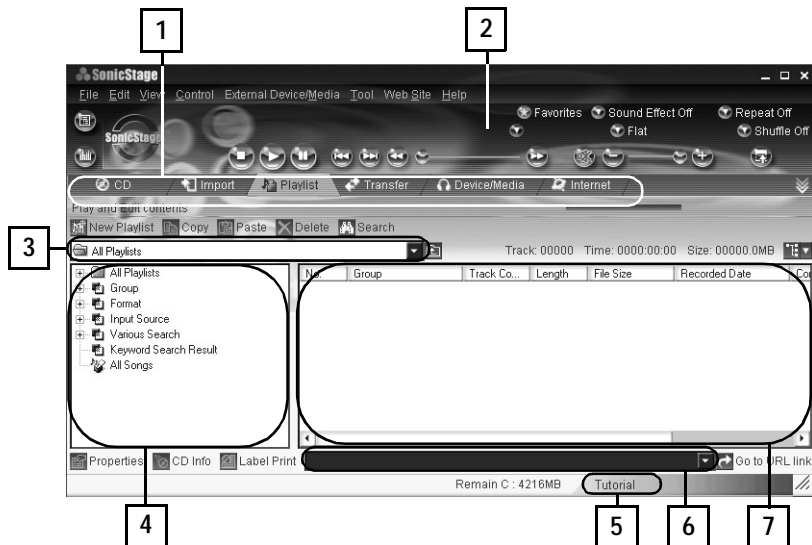 1
2
SonicStage
File Edit View Control External Device/Media Tool Web Site Help
Favorites Sound Effect Off Repeat Off
SonicStage
Flat Shuffle Off
CD Import Playlist Transfer Device/Media Internet
Play and Edit contents
New Playlist Copy Paste Delete Search
3
All Playlists Track: 00000 Time: 0000:00:00 Size: 00000.0MB
All Playlists
Group
Format
Input Source
Various Search
Keyword Search Result
All Songs
No. Group Track Co... Length File Size Recorded Date Co
Properties CD Info Label Print Go to URL link
Remain C : 4216MB Tutorial
4
5
6
7